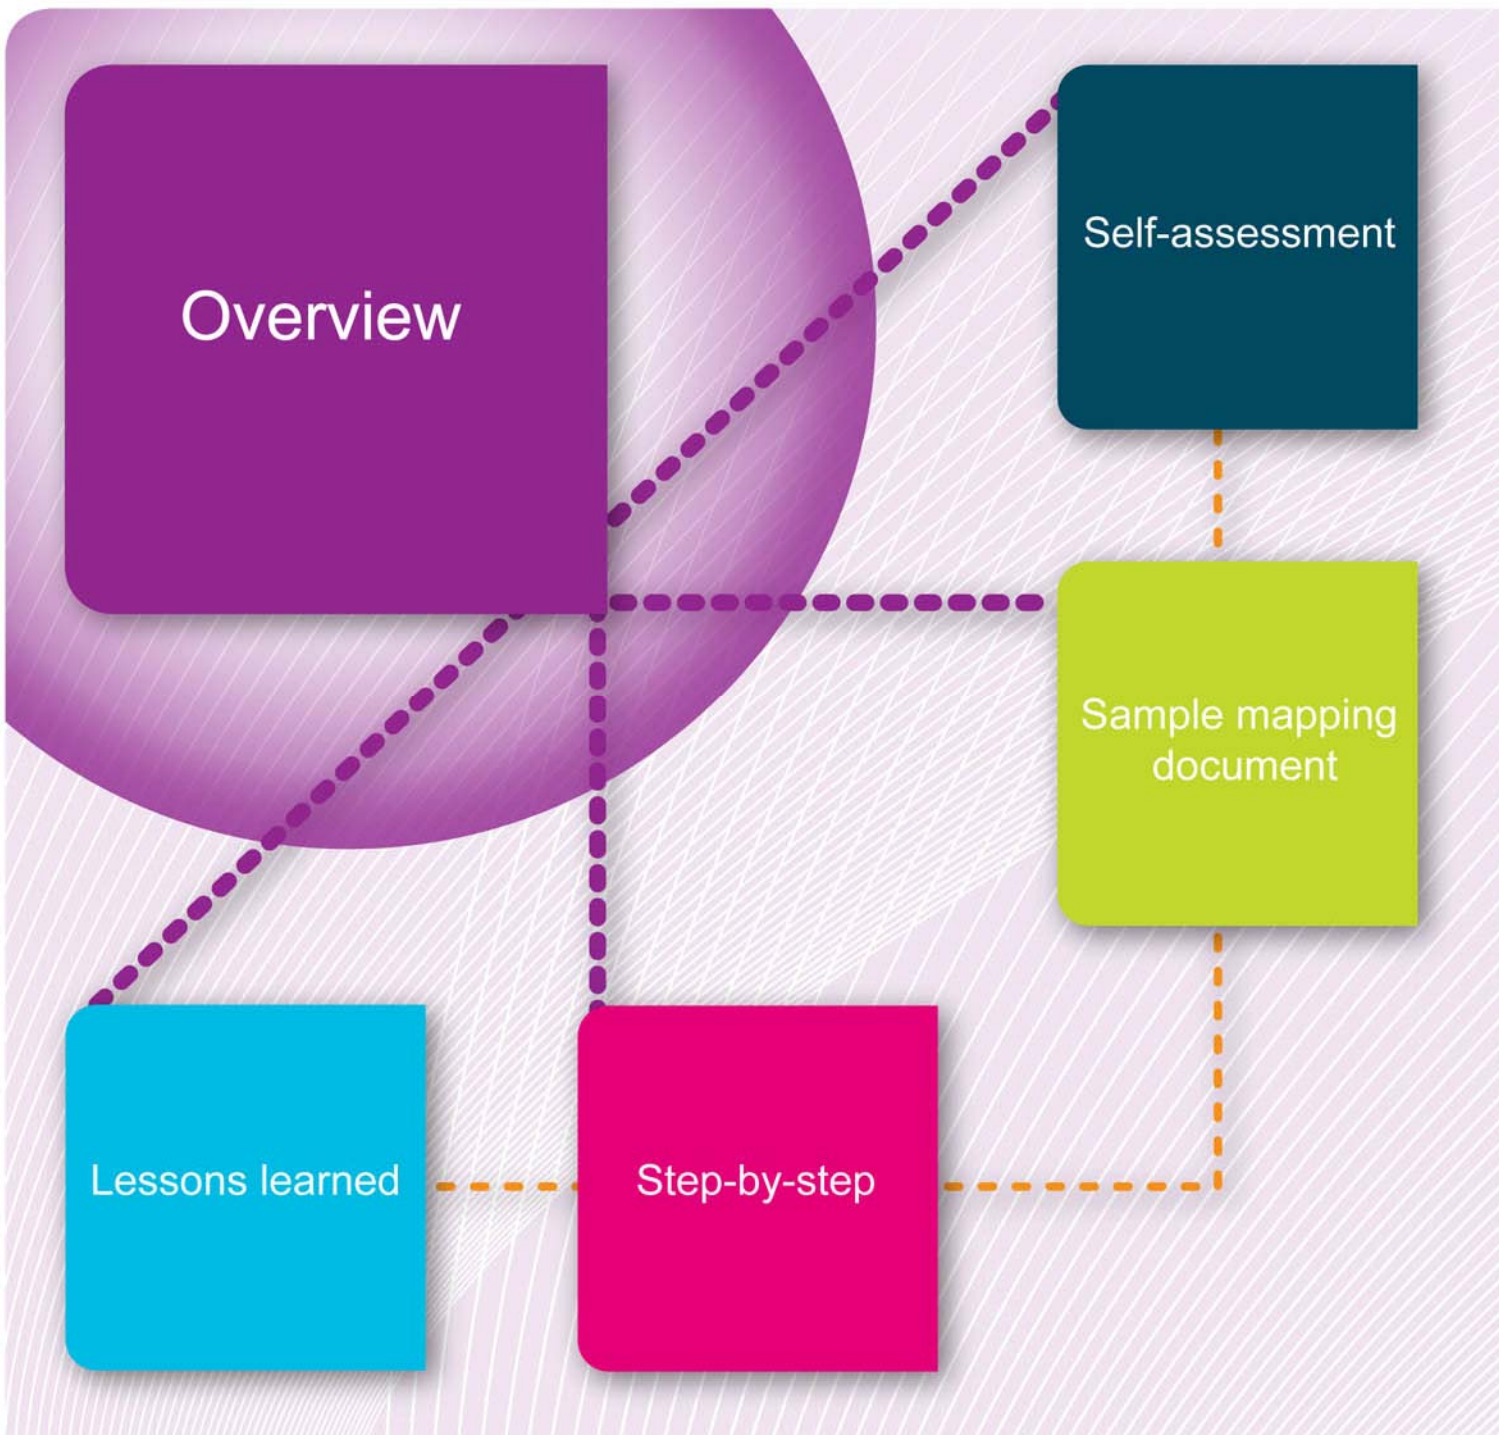 Overview
Self-assessment
Sample mapping
document
Lessons learned
Step-by-step